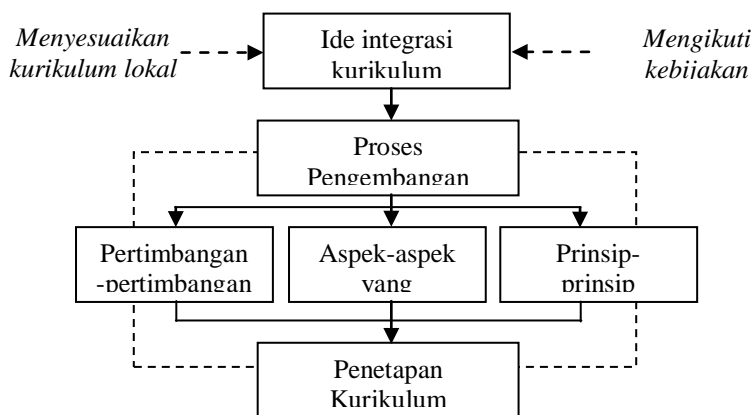 Menyesuaikan
kurikulum lokal
Ide integrasi
kurikulum
Mengikuti
kebijakan
Proses
Pengembangan
Pertimbangan
-pertimbangan
Aspek-aspek
yang
Prinsip-
prinsip
Penetapan
Kurikulum